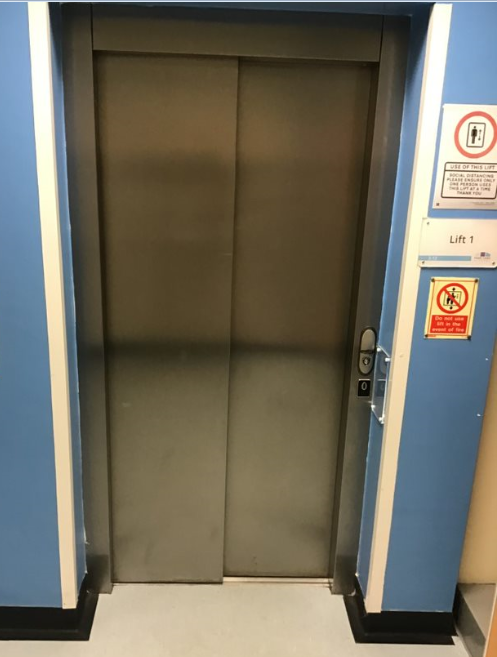 USE OF THIS LIFT
SOCIAL DISTANCING
PLEASE ENSURE ONLY
ONE PERSON USES
THIS LIFT AT A TIME
THANK YOU
Lift 1
Do not use
lift in the
event of fire
0